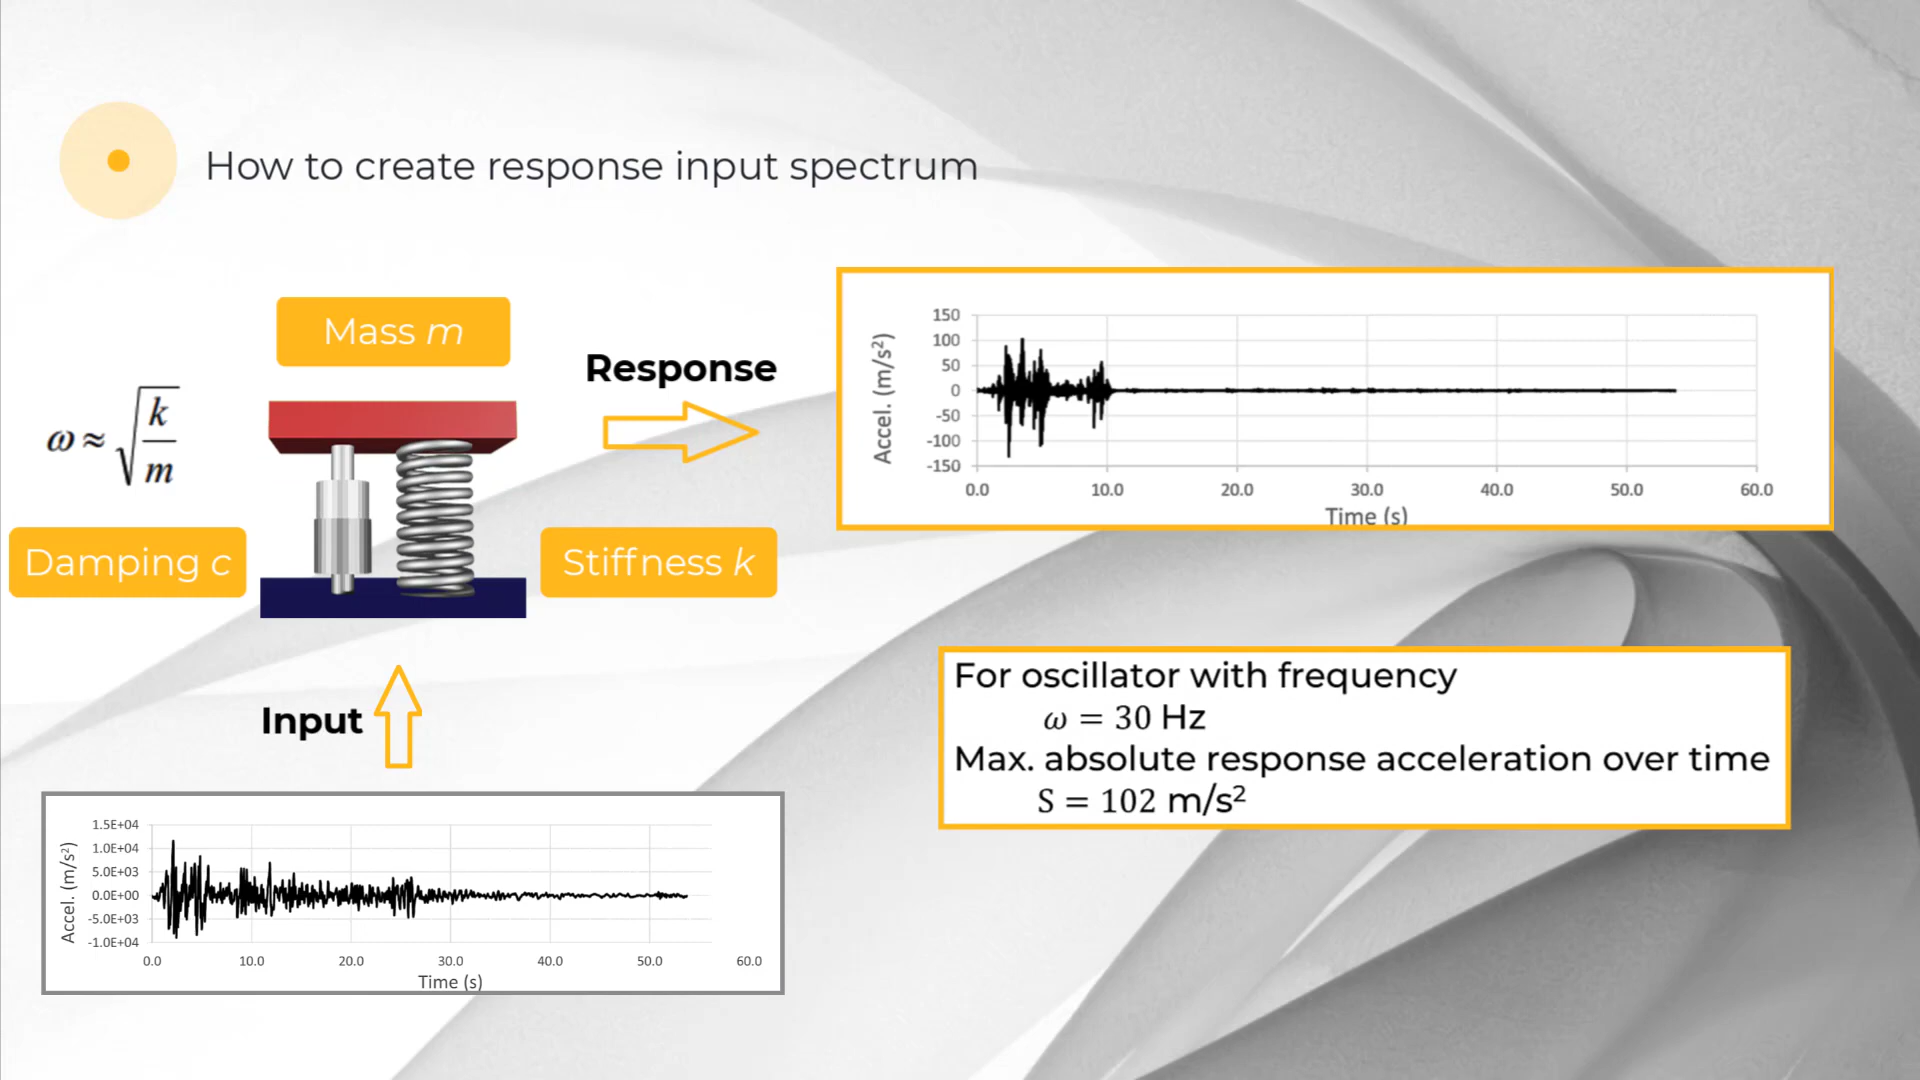 How to create response input spectrum
Mass m
ω ≈ √(k/m)
Damping c
Stiffness k
Response
Input
150
100
50
0
-50
-100
-150
Accel. (m/s²)
0.0 10.0 20.0 30.0 40.0 50.0 60.0
Time (s)
For oscillator with frequency
ω = 30 Hz
Max. absolute response acceleration over time
S = 102 m/s²
1.5E+04
1.0E+04
5.0E+03
0.0E+00
-5.0E+03
-1.0E+04
Accel. (m/s²)
0.0 10.0 20.0 30.0 40.0 50.0 60.0
Time (s)